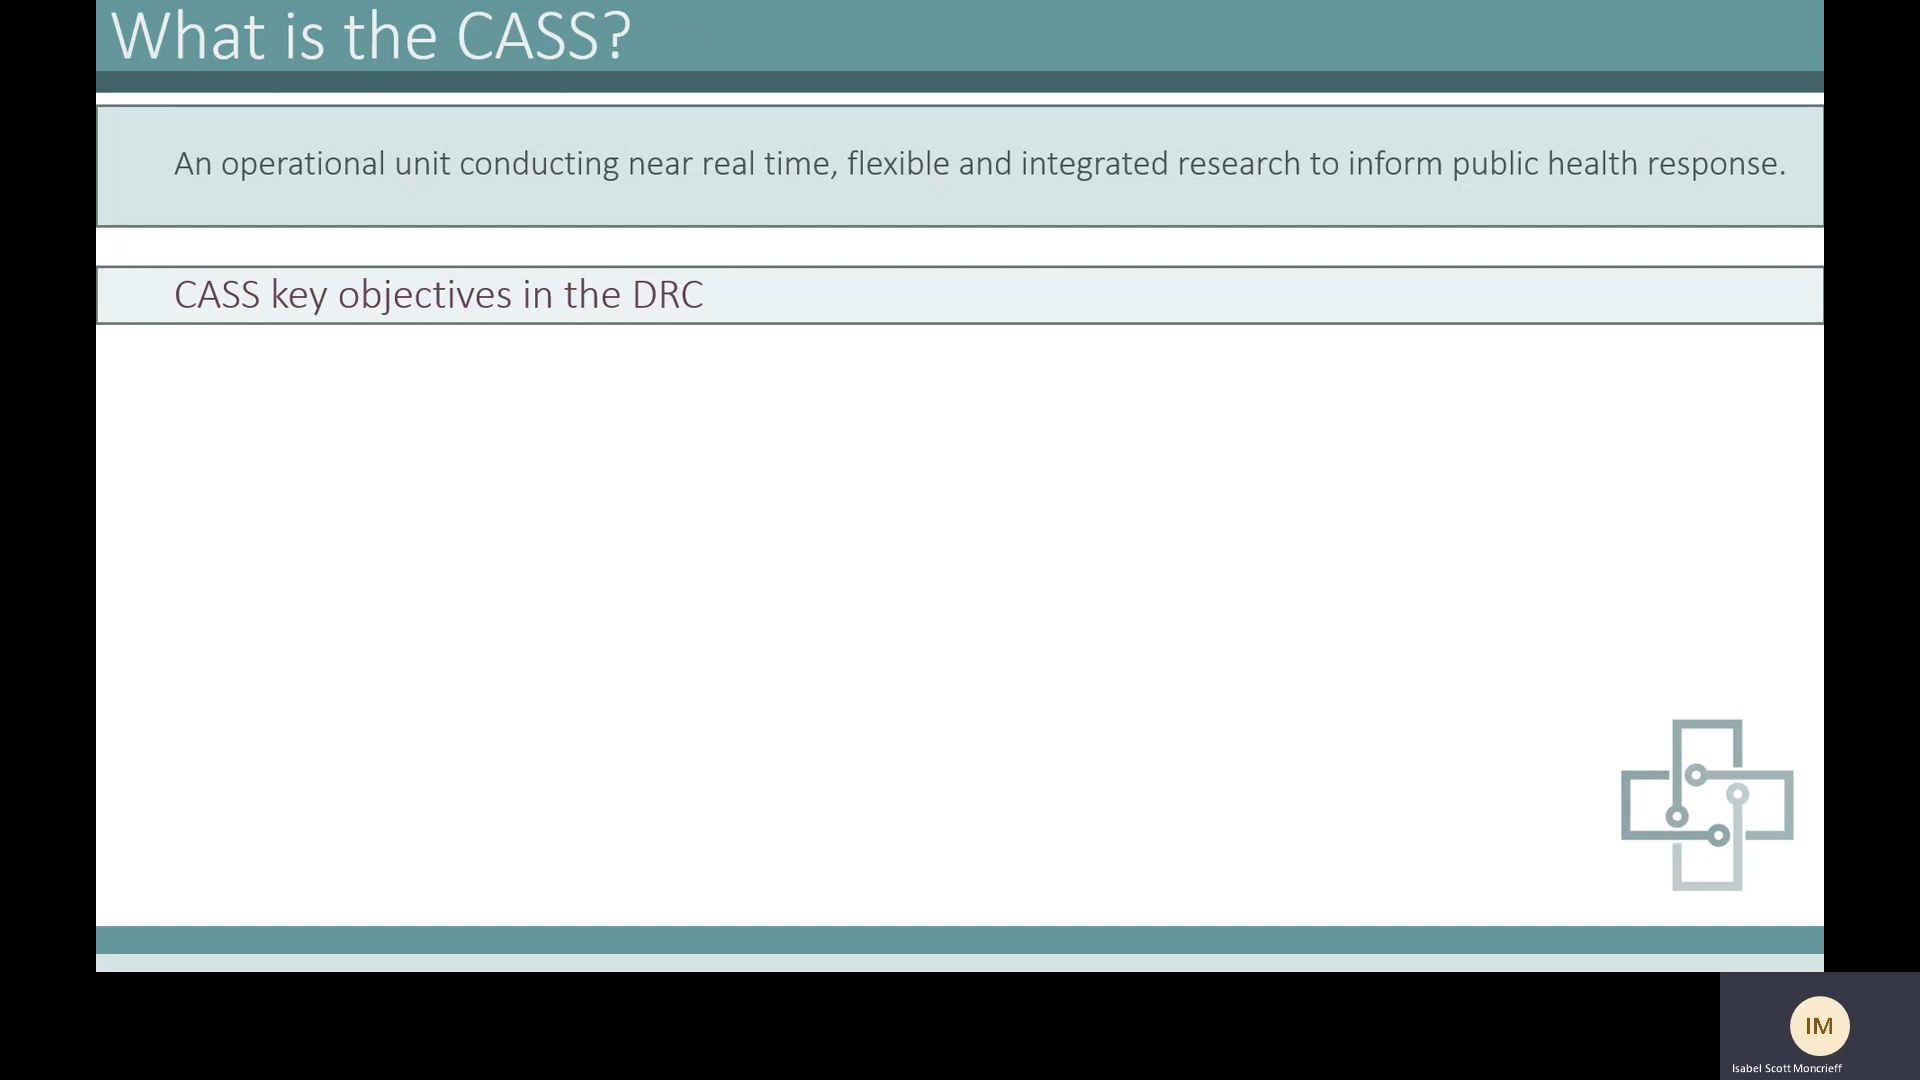 What is the CASS?
An operational unit conducting near real time, flexible and integrated research to inform public health response.
CASS key objectives in the DRC
IM
Isabel Scott Moncrieff